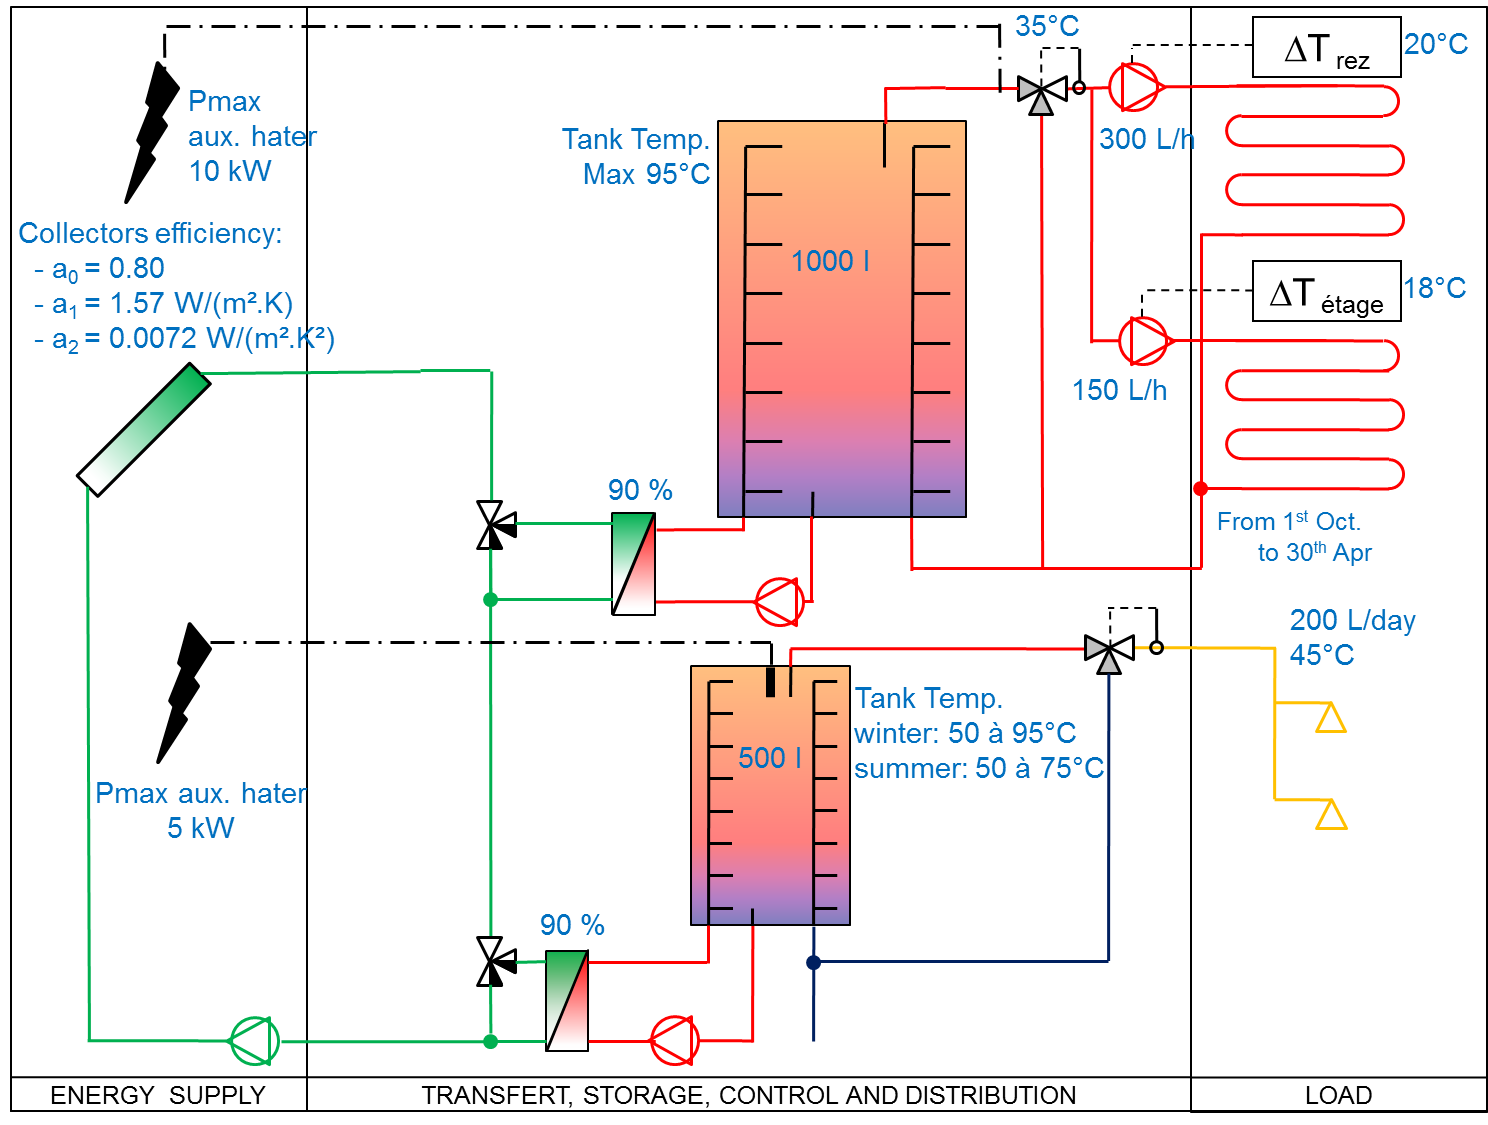 35°C
ΔT rez
20°C
Pmax
aux. hater
10 kW
Tank Temp.
Max 95°C
300 L/h
Collectors efficiency:
- a₀ = 0.80
- a₁ = 1.57 W/(m².K)
- a₂ = 0.0072 W/(m².K²)
1000 l
ΔT étage
18°C
150 L/h
90 %
From 1st Oct.
to 30th Apr
200 L/day
45°C
Tank Temp.
winter: 50 à 95°C
summer: 50 à 75°C
500 l
Pmax aux. hater
5 kW
90 %
ENERGY SUPPLY
TRANSFERT, STORAGE, CONTROL AND DISTRIBUTION
LOAD